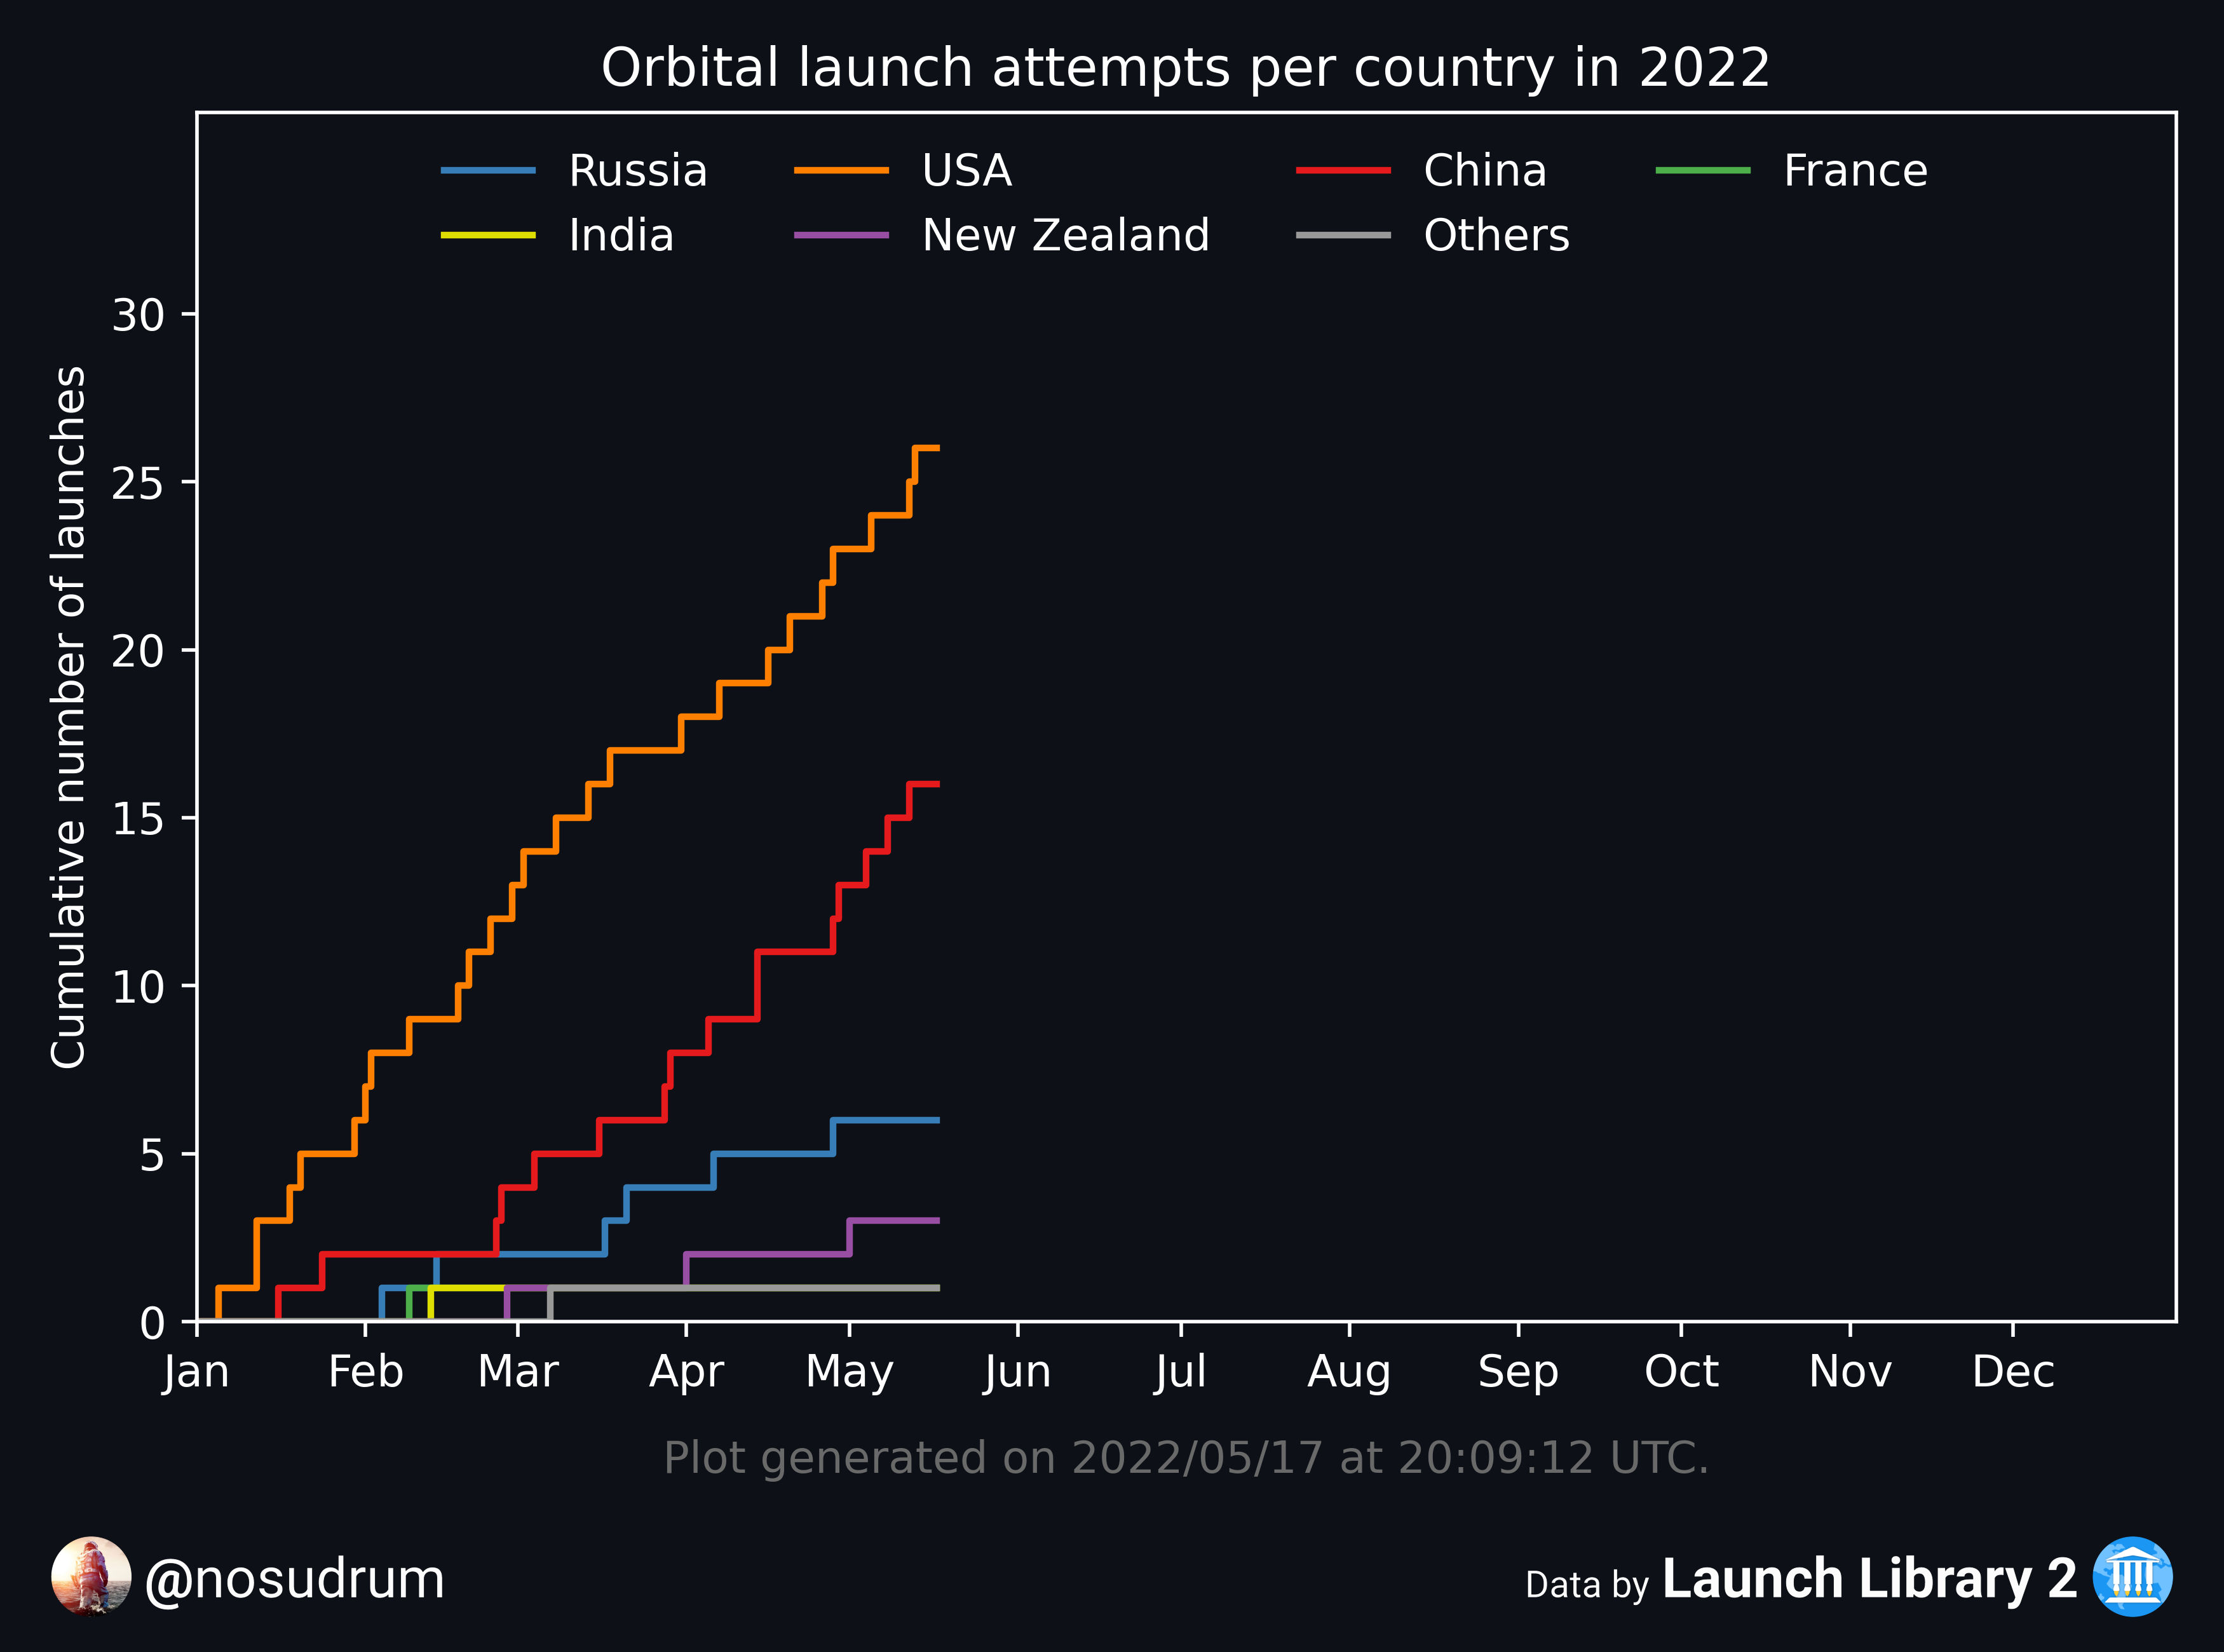 Orbital launch attempts per country in 2022
Russia USA China France
India New Zealand Others
Cumulative number of launches
30
25
20
15
10
5
0
Jan Feb Mar Apr May Jun Jul Aug Sep Oct Nov Dec
Plot generated on 2022/05/17 at 20:09:12 UTC.
@nosudrum
Data by Launch Library 2